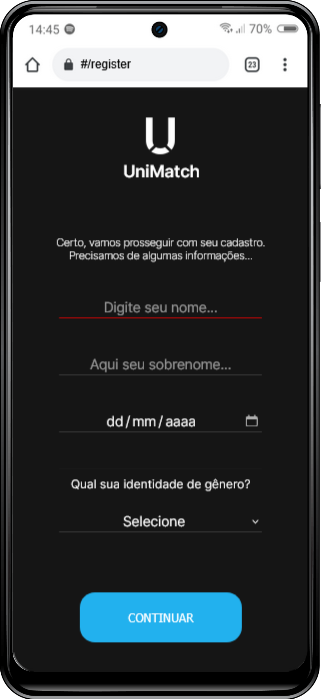 14:45
70%
#/register
23
U
UniMatch
Certo, vamos prosseguir com seu cadastro.
Precisamos de algumas informações...
Digite seu nome...
Aqui seu sobrenome...
dd/mm/aaaa
Qual sua identidade de gênero?
Selecione
CONTINUAR